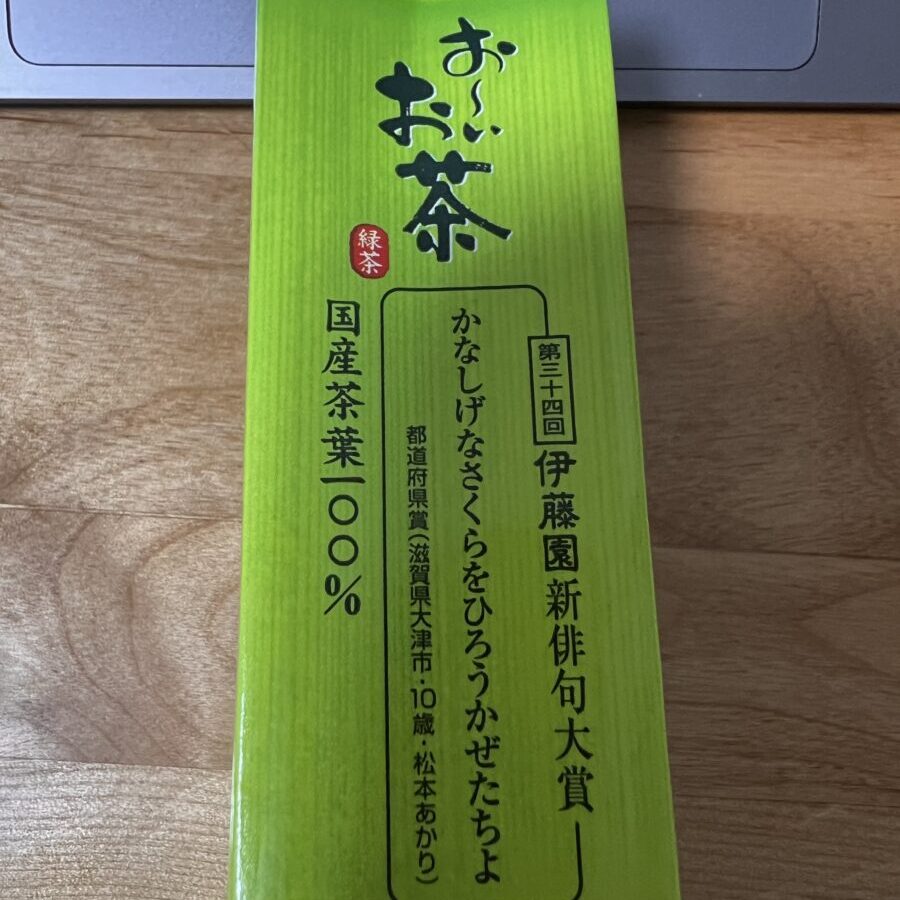 お～い
お茶
緑茶
第三十四回 伊藤園新俳句大賞
かなしげなさくらをひろうかぜたちよ
都道府県賞（滋賀県大津市・10歳・松本あかり）
国産茶葉一〇〇%